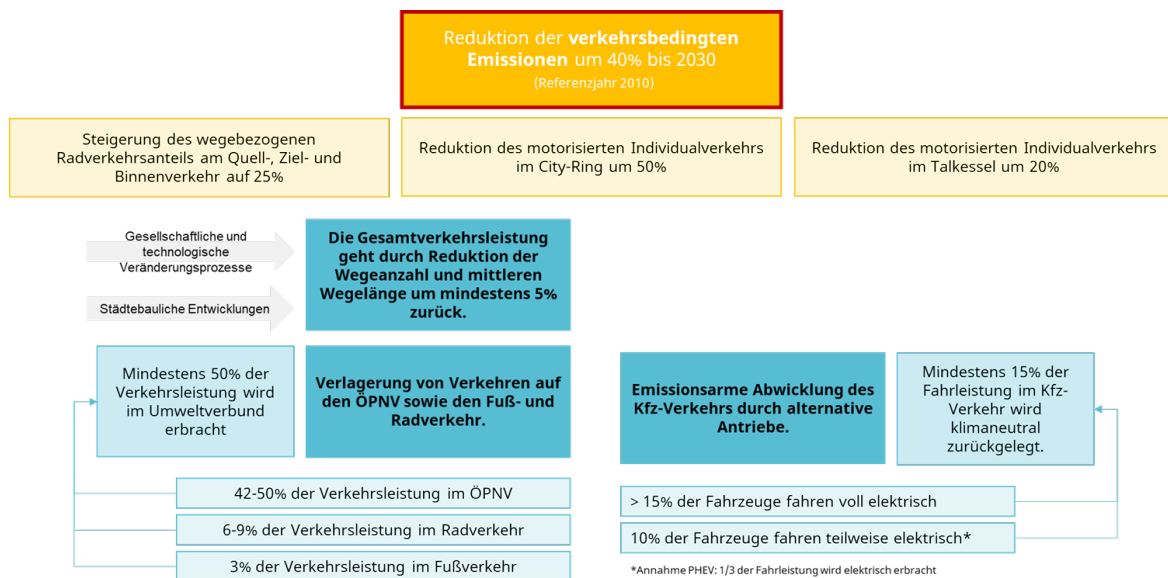 Reduktion der verkehrsbedingten
Emissionen um 40% bis 2030
(Referenzjahr 2010)
Steigerung des wegebezogenen
Radverkehrsanteils am Quell-, Ziel- und
Binnenverkehr auf 25%
Reduktion des motorisierten Individualverkehrs
im City-Ring um 50%
Reduktion des motorisierten Individualverkehrs
im Talkessel um 20%
Gesellschaftliche und
technologische
Veränderungsprozesse
Städtebauliche Entwicklungen
Die Gesamtverkehrsleistung
geht durch Reduktion der
Wegeanzahl und mittleren
Wegelänge um mindestens 5%
zurück.
Mindestens 50% der
Verkehrsleistung wird
im Umweltverbund
erbracht
Verlagerung von Verkehren auf
den ÖPNV sowie den Fuß- und
Radverkehr.
Emissionsarme Abwicklung des
Kfz-Verkehrs durch alternative
Antriebe.
Mindestens 15% der
Fahrleistung im Kfz-
Verkehr wird
klimaneutral
zurückgelegt.
42-50% der Verkehrsleistung im ÖPNV
6-9% der Verkehrsleistung im Radverkehr
3% der Verkehrsleistung im Fußverkehr
> 15% der Fahrzeuge fahren voll elektrisch
10% der Fahrzeuge fahren teilweise elektrisch*
*Annahme PHEV: 1/3 der Fahrleistung wird elektrisch erbracht